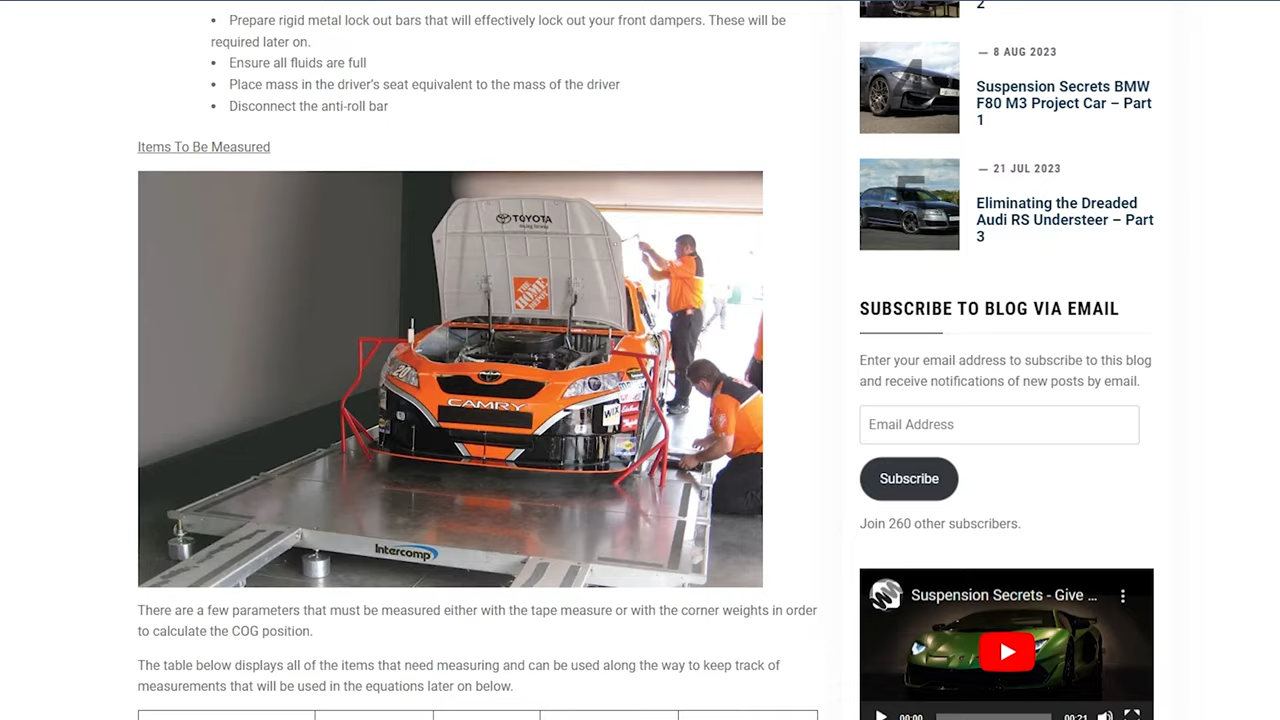 • Prepare rigid metal lock out bars that will effectively lock out your front dampers. These will be
required later on.
• Ensure all fluids are full
• Place mass in the driver's seat equivalent to the mass of the driver
• Disconnect the anti-roll bar
Items To Be Measured
TOYOTA
THE HOME DEPOT
20
CAMRY
WIX
Intercomp
There are a few parameters that must be measured either with the tape measure or with the corner weights in order
to calculate the COG position.
The table below displays all of the items that need measuring and can be used along the way to keep track of
measurements that will be used in the equations later on below.
2
4
— 8 AUG 2023
Suspension Secrets BMW
F80 M3 Project Car – Part
1
— 21 JUL 2023
Eliminating the Dreaded
Audi RS Understeer – Part
3
SUBSCRIBE TO BLOG VIA EMAIL
Enter your email address to subscribe to this blog
and receive notifications of new posts by email.
Email Address
Subscribe
Join 260 other subscribers.
Suspension Secrets - Give ...
00:00
00:21